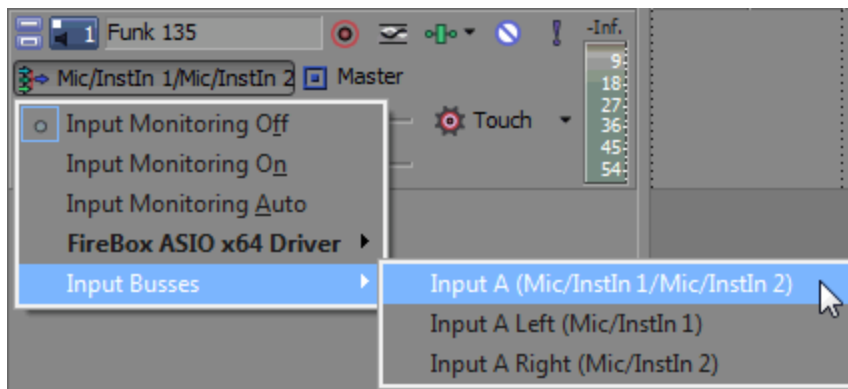 1 Funk 135 -Inf.
9
Mic/InstIn 1/Mic/InstIn 2 Master 18
27
Input Monitoring Off Touch 36
45
Input Monitoring On 54
Input Monitoring Auto
FireBox ASIO x64 Driver
Input Busses Input A (Mic/InstIn 1/Mic/InstIn 2)
Input A Left (Mic/InstIn 1)
Input A Right (Mic/InstIn 2)